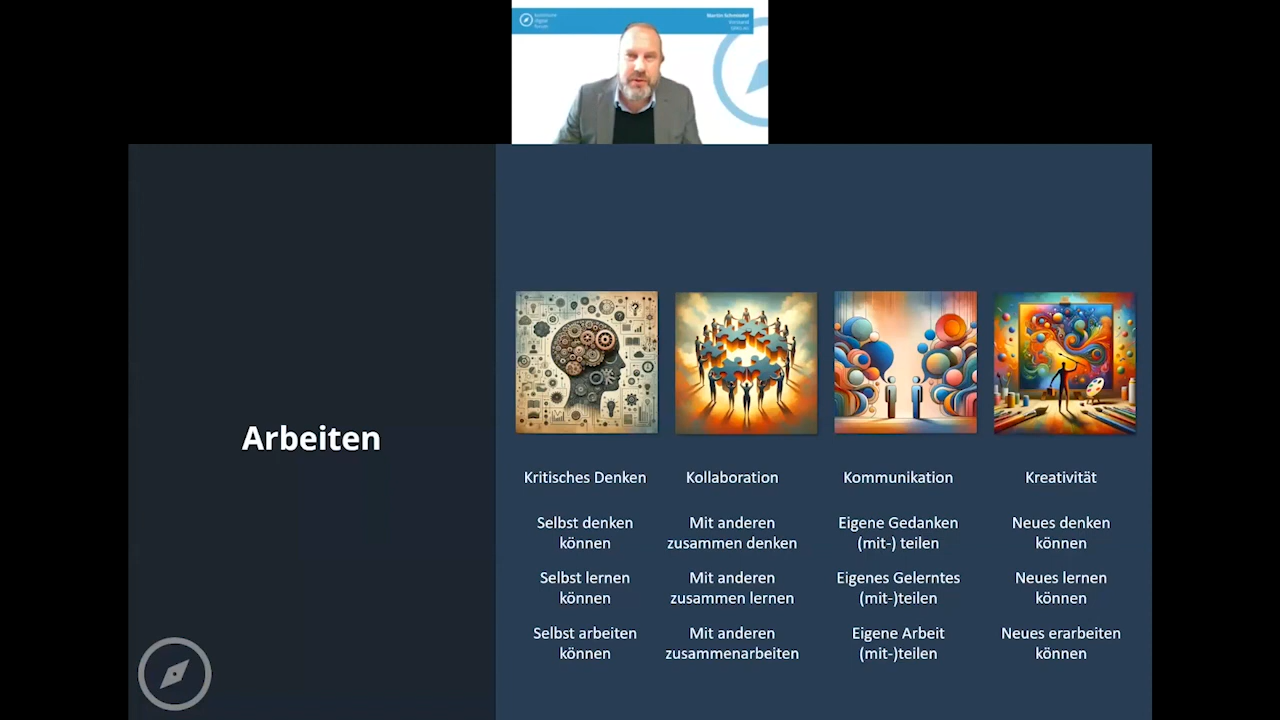 Arbeiten
Kritisches Denken
Selbst denken
können
Selbst lernen
können
Selbst arbeiten
können
Kollaboration
Mit anderen
zusammen denken
Mit anderen
zusammen lernen
Mit anderen
zusammenarbeiten
Kommunikation
Eigene Gedanken
(mit-) teilen
Eigenes Gelerntes
(mit-)teilen
Eigene Arbeit
(mit-)teilen
Kreativität
Neues denken
können
Neues lernen
können
Neues erarbeiten
können